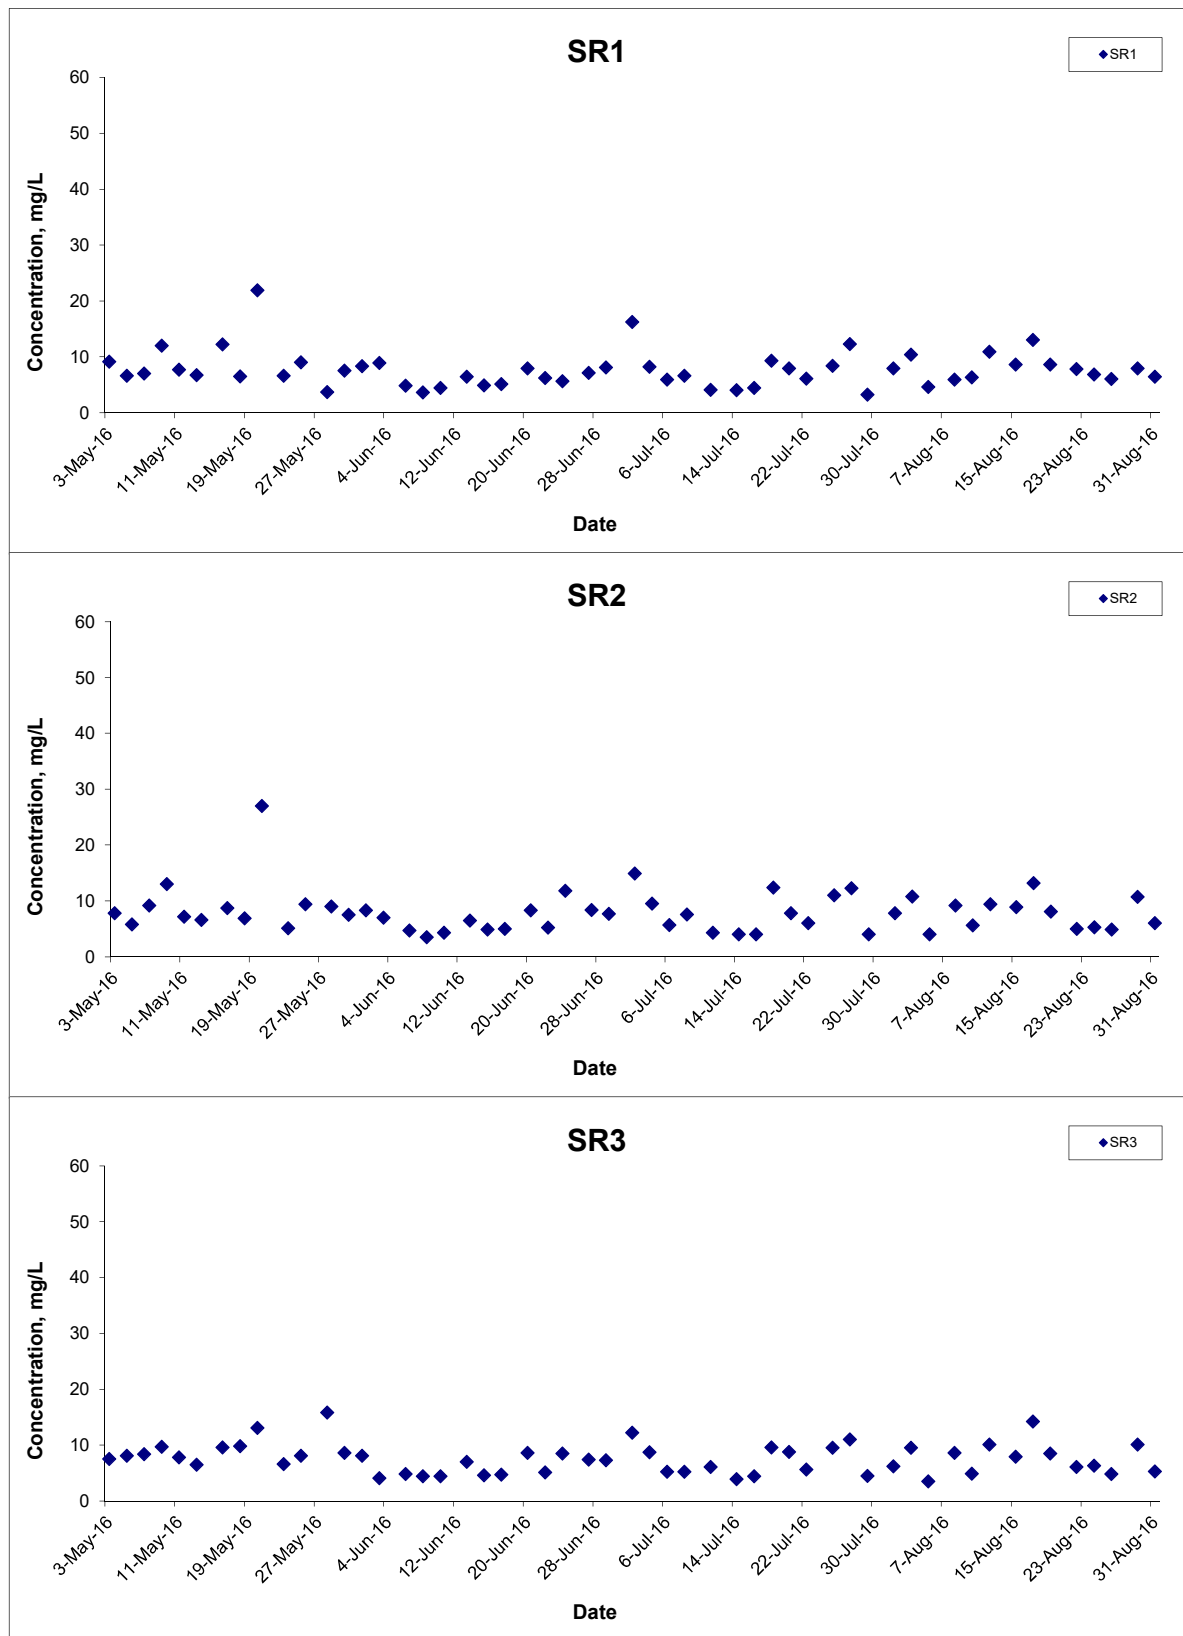 SR1
SR1
60
50
40
30
20
10
0
Concentration, mg/L
3-May-16
11-May-16
19-May-16
27-May-16
4-Jun-16
12-Jun-16
20-Jun-16
28-Jun-16
6-Jul-16
14-Jul-16
22-Jul-16
30-Jul-16
7-Aug-16
15-Aug-16
23-Aug-16
31-Aug-16
Date
SR2
SR2
60
50
40
30
20
10
0
Concentration, mg/L
3-May-16
11-May-16
19-May-16
27-May-16
4-Jun-16
12-Jun-16
20-Jun-16
28-Jun-16
6-Jul-16
14-Jul-16
22-Jul-16
30-Jul-16
7-Aug-16
15-Aug-16
23-Aug-16
31-Aug-16
Date
SR3
SR3
60
50
40
30
20
10
0
Concentration, mg/L
3-May-16
11-May-16
19-May-16
27-May-16
4-Jun-16
12-Jun-16
20-Jun-16
28-Jun-16
6-Jul-16
14-Jul-16
22-Jul-16
30-Jul-16
7-Aug-16
15-Aug-16
23-Aug-16
31-Aug-16
Date